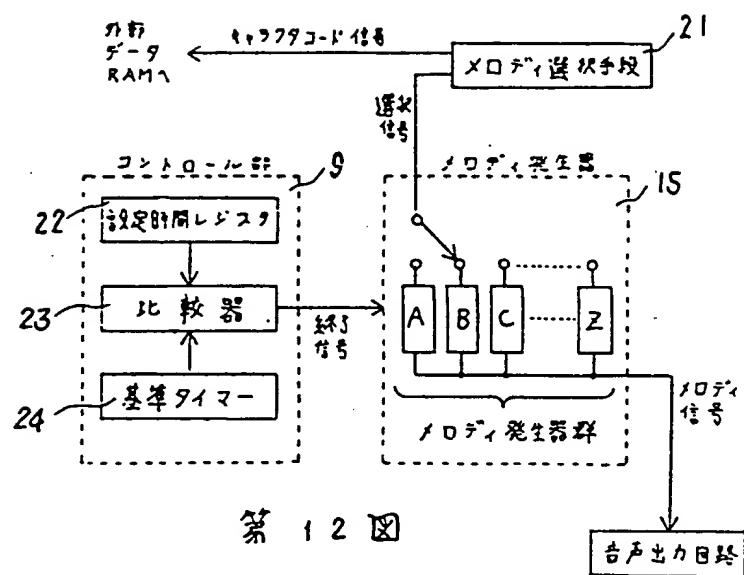 外部
データ
RAMへ
キャラクタコード信号
21
メロディ選択手段
選択
信号
コントロール部
9
メロディ発生器
15
22
設定時間レジスタ
23
比較器
終了
信号
24
基準タイマー
A
B
C
Z
メロディ発生器群
メロディ
信号
第12図
音声出力回路